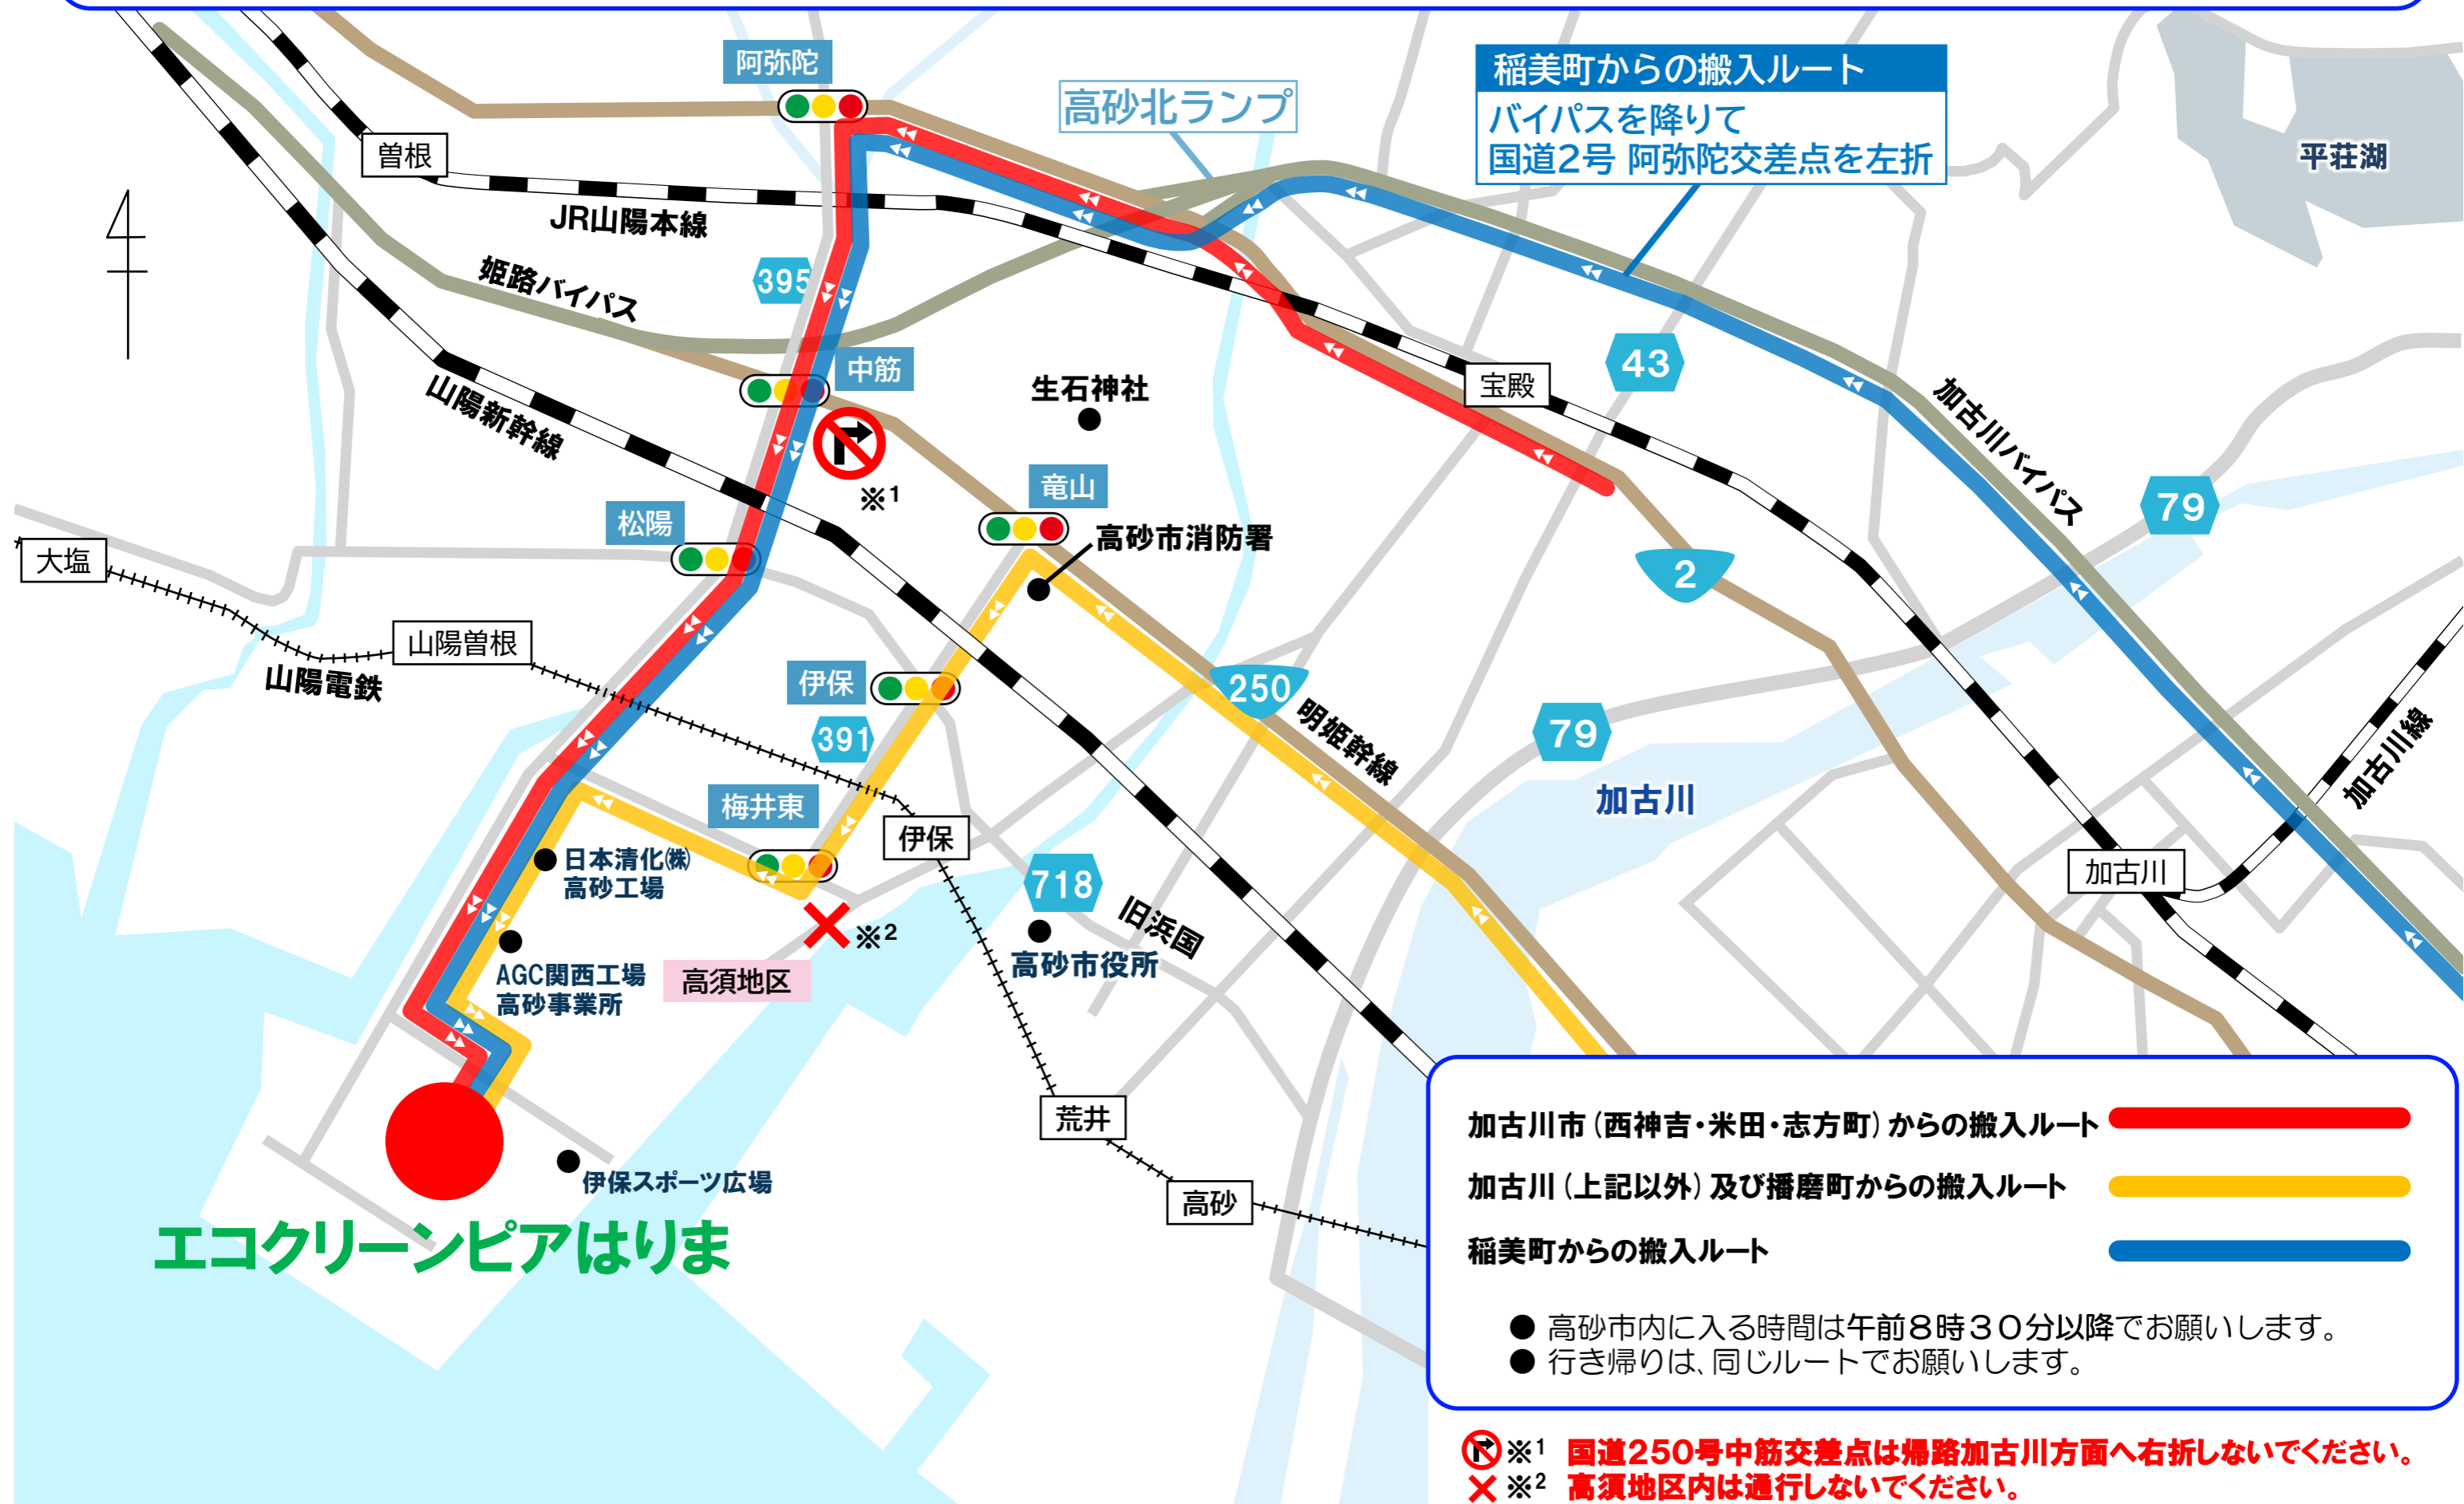 阿弥陀
高砂北ランプ
稲美町からの搬入ルート
バイパスを降りて
国道2号 阿弥陀交差点を左折
平荘湖
曽根
JR山陽本線
姫路バイパス
395
中筋
43
宝殿
加古川バイパス
生石神社
山陽新幹線
※1
竜山
79
松陽
高砂市消防署
大塩
2
山陽曽根
山陽電鉄
伊保
250
明姫幹線
391
79
加古川
加古川線
梅井東
伊保
日本清化㈱
高砂工場
718
旧浜国
加古川
※2
高砂市役所
AGC関西工場
高砂事業所
高須地区
荒井
伊保スポーツ広場
高砂
エコクリーンピアはりま
加古川市(西神吉・米田・志方町)からの搬入ルート
加古川(上記以外)及び播磨町からの搬入ルート
稲美町からの搬入ルート
● 高砂市内に入る時間は午前8時30分以降でお願いします。
● 行き帰りは、同じルートでお願いします。
※1 国道250号中筋交差点は帰路加古川方面へ右折しないでください。
※2 高須地区内は通行しないでください。